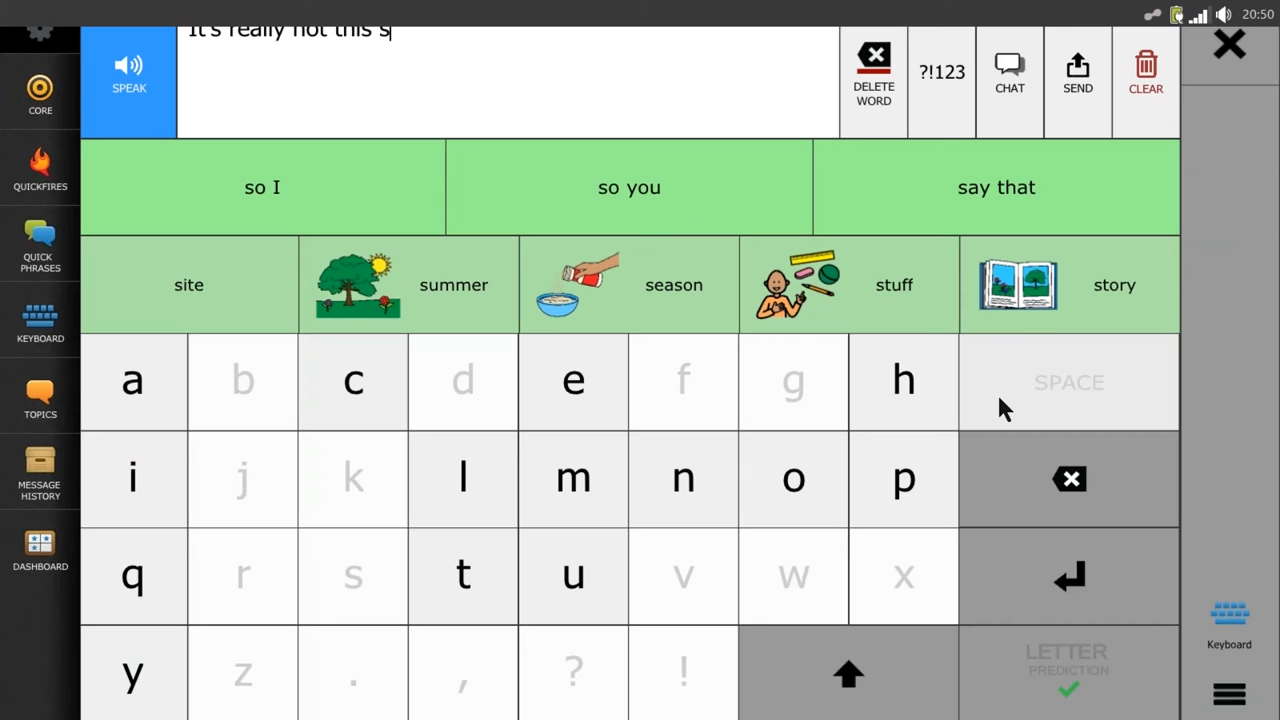 20:50
It's really not this s
SPEAK
DELETE
WORD
?!123
CHAT
SEND
CLEAR
CORE
QUICKFIRES
QUICK
PHRASES
KEYBOARD
TOPICS
MESSAGE
HISTORY
DASHBOARD
so I
so you
say that
site
summer
season
stuff
story
a b c d e f g h SPACE
i j k l m n o p
q r s t u v w x
y z . , ? !
LETTER
PREDICTION
Keyboard